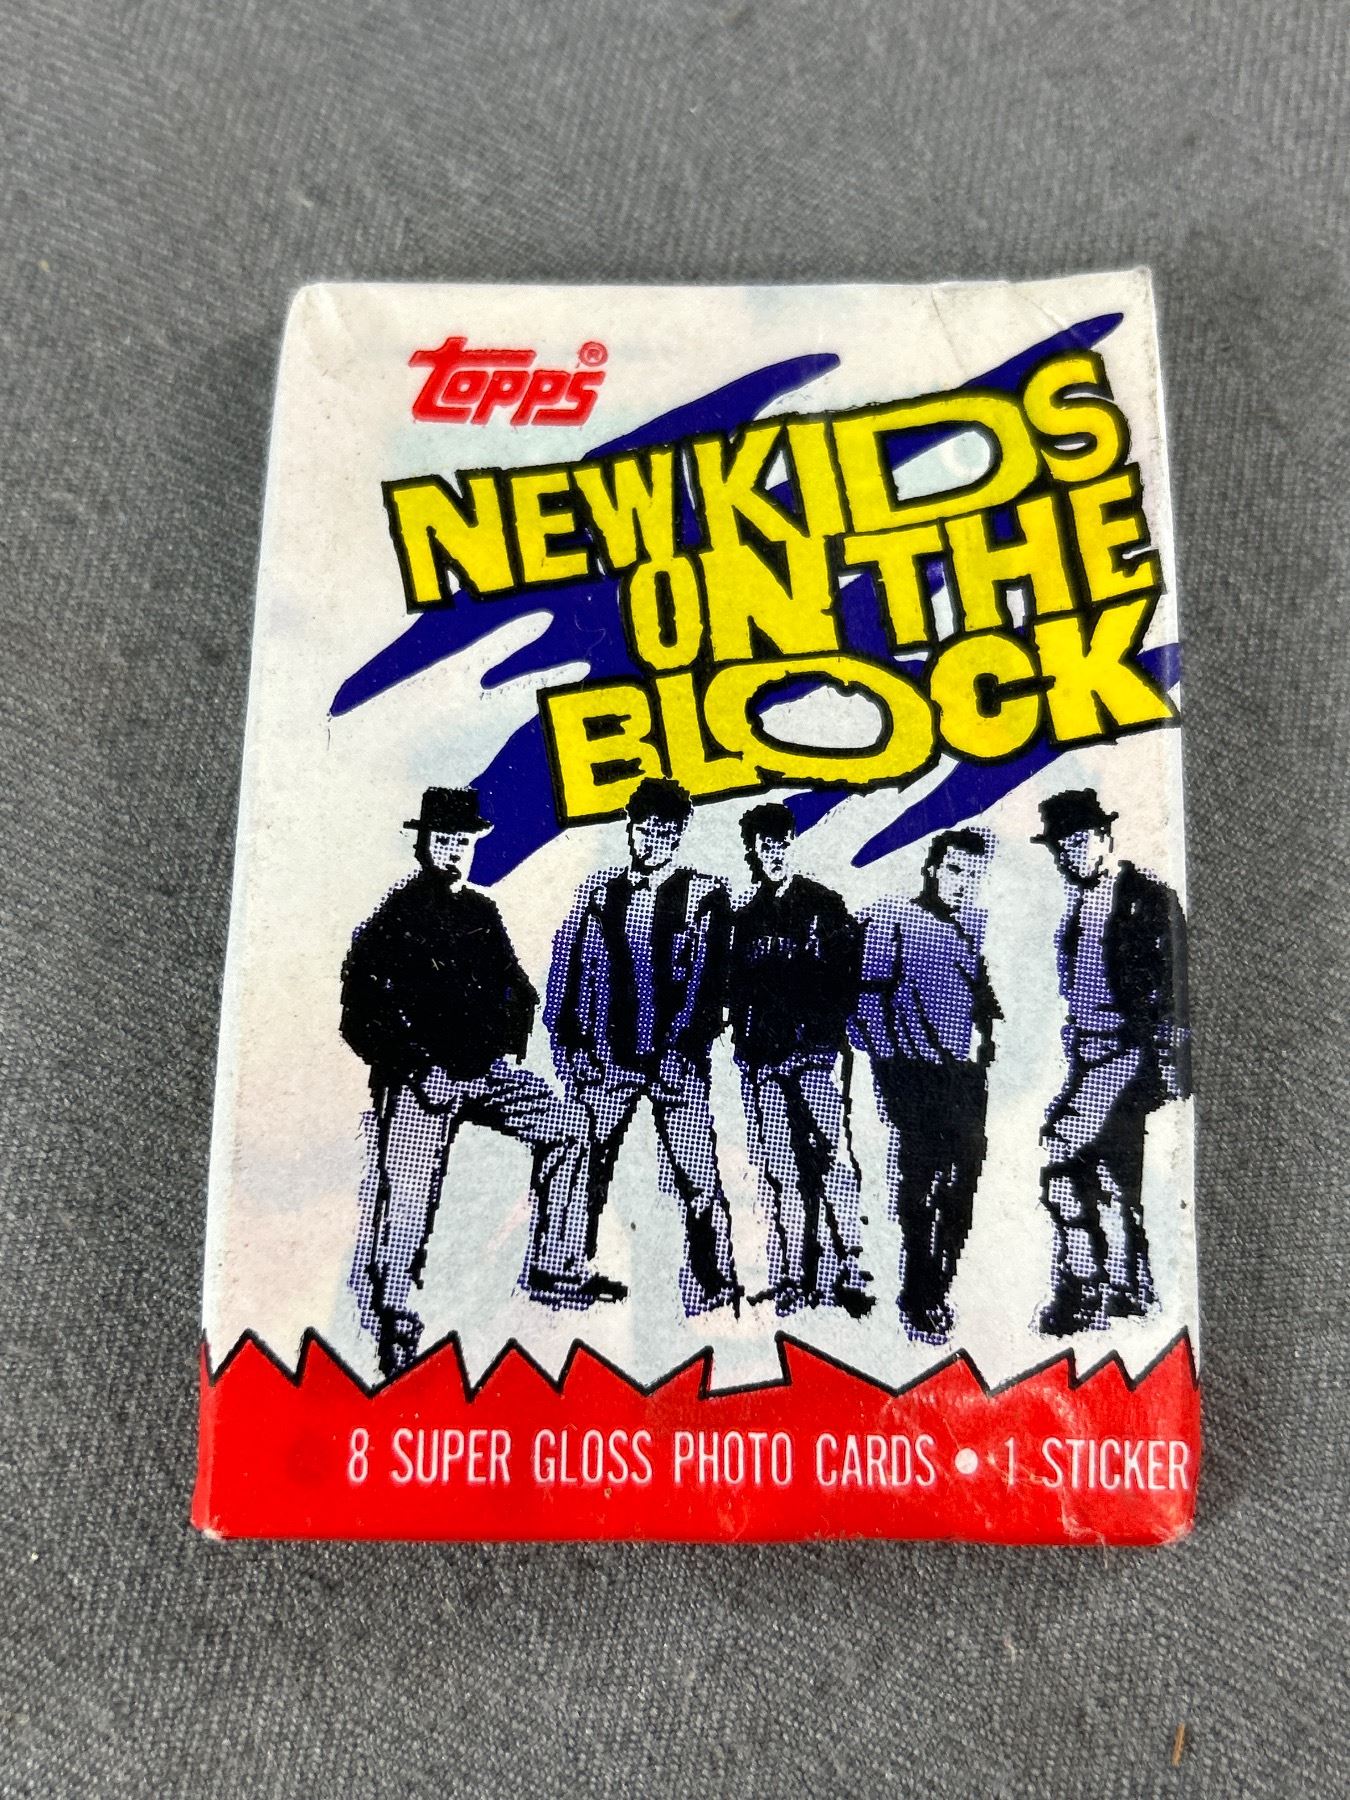 Topps®
NEW KIDS
ON THE
BLOCK
8 SUPER GLOSS PHOTO CARDS • 1 STICKER